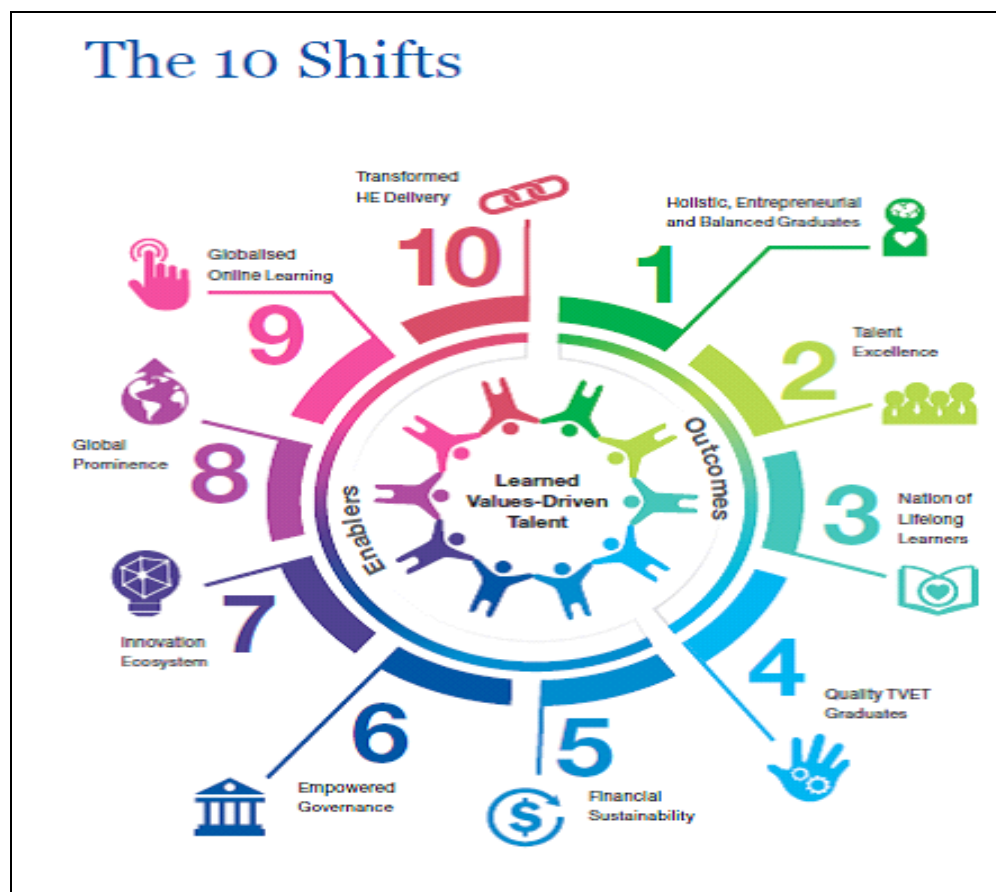 The 10 Shifts
1
Holistic, Entrepreneurial
and Balanced Graduates
2
Talent
Excellence
3
Nation of
Lifelong
Learners
4
Quality TVET
Graduates
5
Financial
Sustainability
$
6
Empowered
Governance
7
Innovation
Ecosystem
8
Global
Prominence
9
Globalised
Online Learning
10
Transformed
HE Delivery
Enablers
Outcomes
Learned
Values-Driven
Talent